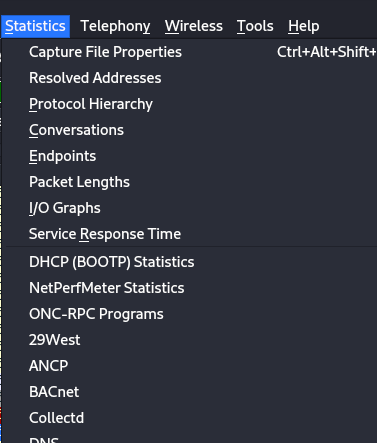 Statistics Telephony Wireless Tools Help
Capture File Properties Ctrl+Alt+Shift+
Resolved Addresses
Protocol Hierarchy
Conversations
Endpoints
Packet Lengths
I/O Graphs
Service Response Time
DHCP (BOOTP) Statistics
NetPerfMeter Statistics
ONC-RPC Programs
29West
ANCP
BACnet
Collectd
DNS